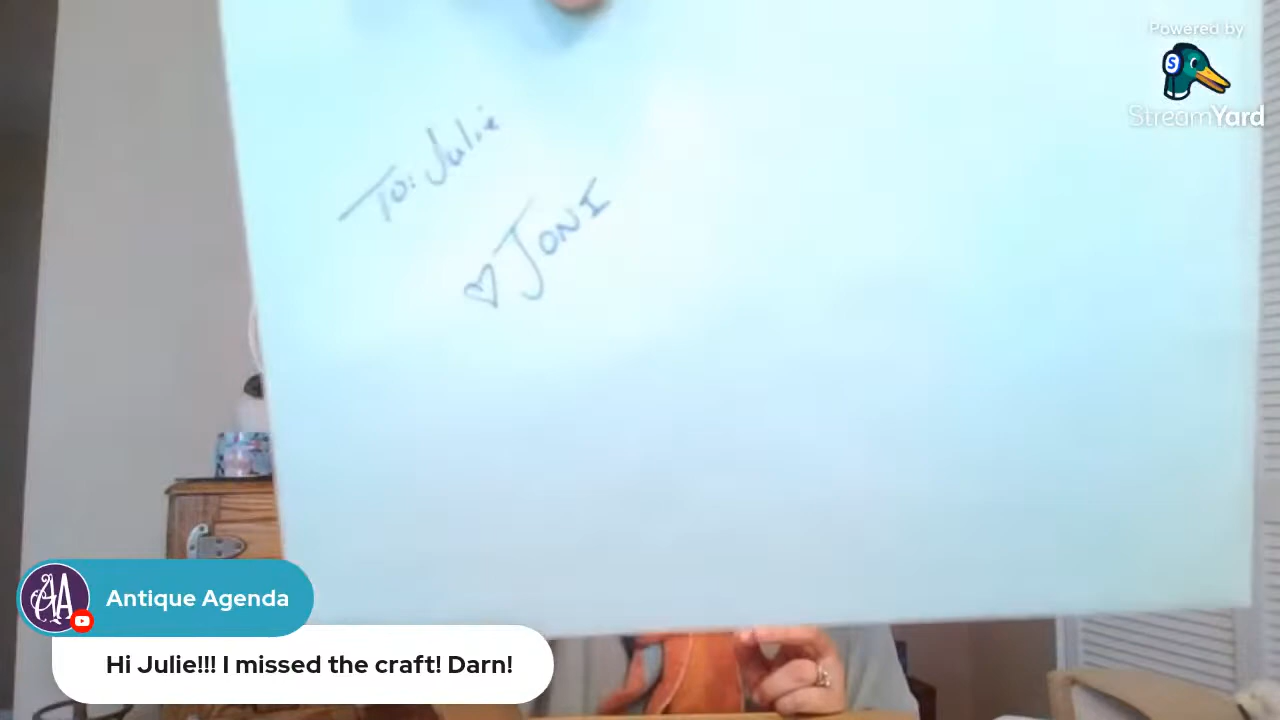 Powered by
StreamYard
To: Julie
♡ JONI
Antique Agenda
Hi Julie!!! I missed the craft! Darn!